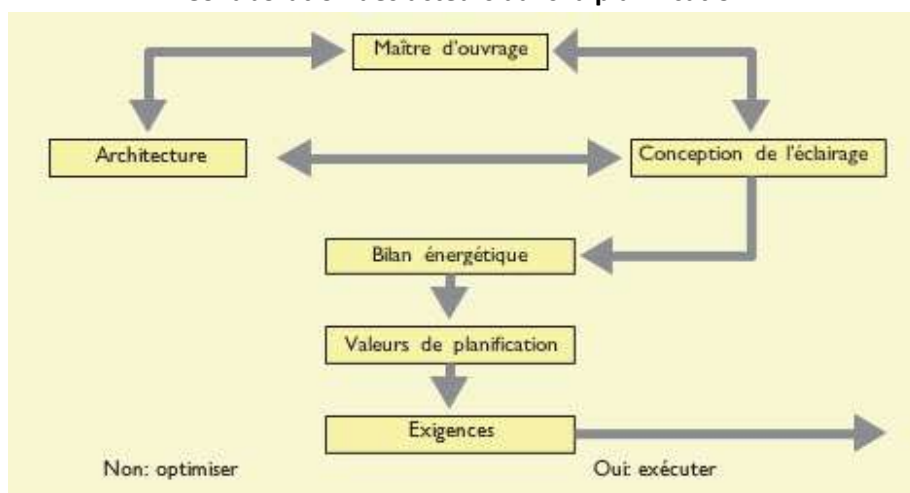 Maître d'ouvrage
Architecture
Conception de l'éclairage
Bilan énergétique
Valeurs de planification
Exigences
Non: optimiser
Oui: exécuter